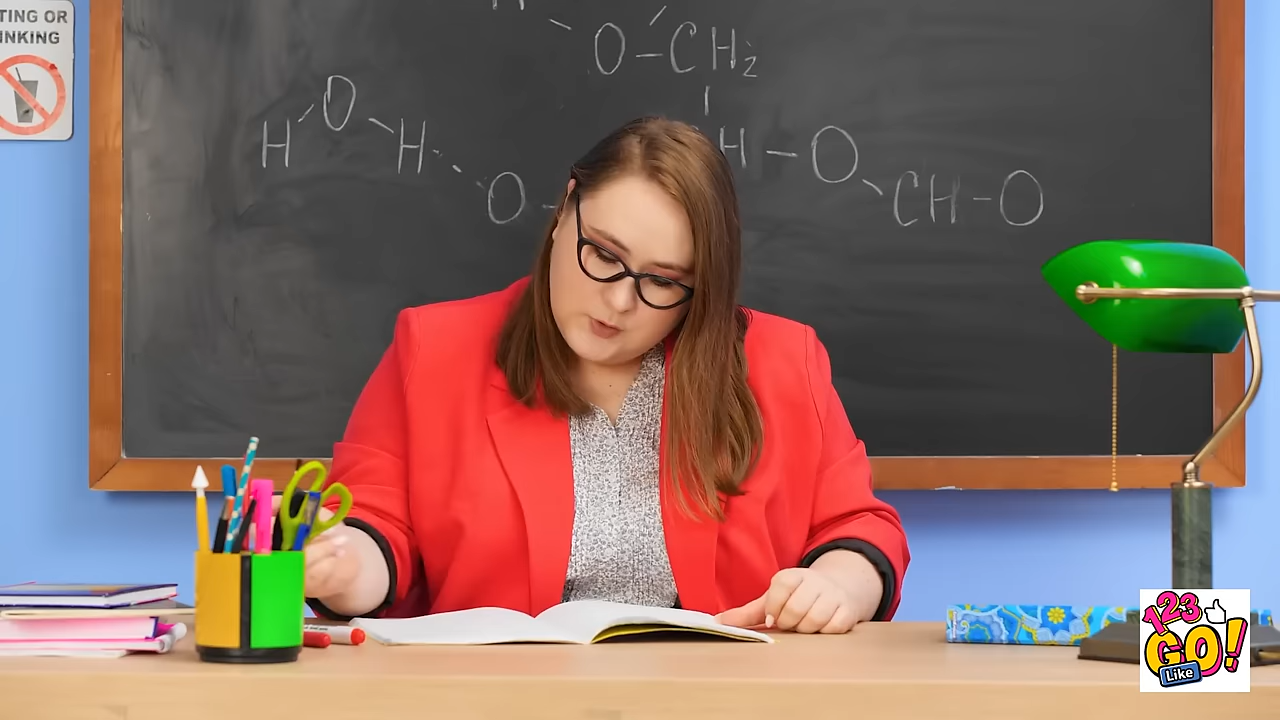 TING OR
INKING
H
O-CH2
H O H
O
H-O
CH-O
123
GO!
Like